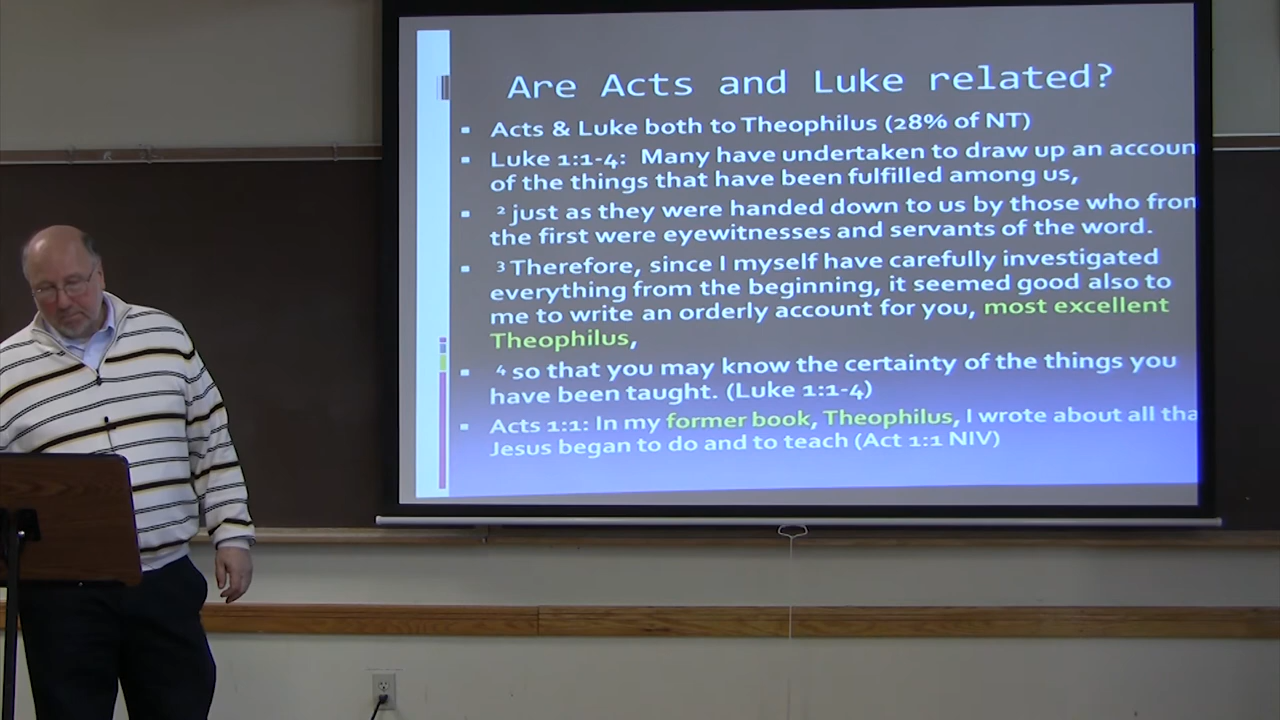 Are Acts and Luke related?
▪ Acts & Luke both to Theophilus (28% of NT)
▪ Luke 1:1-4: Many have undertaken to draw up an accoun
of the things that have been fulfilled among us,
▪ 2 just as they were handed down to us by those who from
the first were eyewitnesses and servants of the word.
▪ 3 Therefore, since I myself have carefully investigated
everything from the beginning, it seemed good also to
me to write an orderly account for you, most excellent
Theophilus,
▪ 4 so that you may know the certainty of the things you
have been taught. (Luke 1:1-4)
▪ Acts 1:1: In my former book, Theophilus, I wrote about all tha
Jesus began to do and to teach (Act 1:1 NIV)